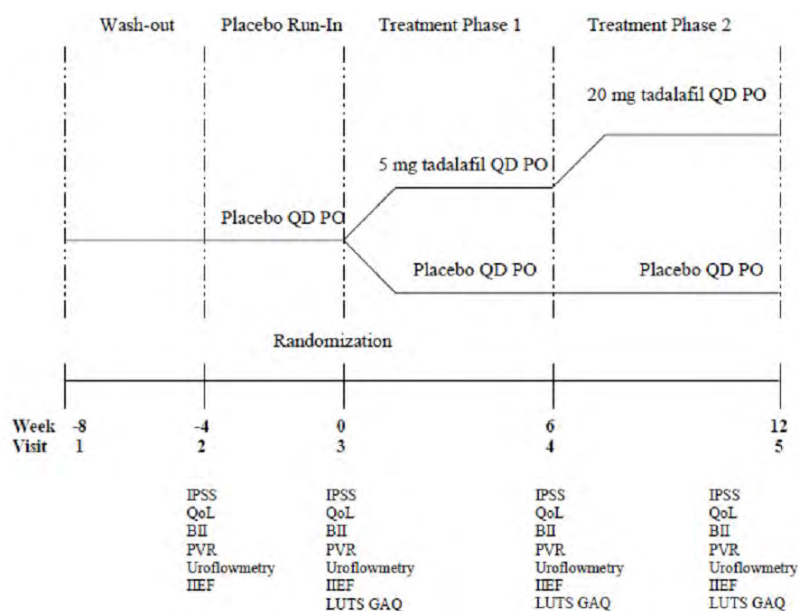 Wash-out Placebo Run-In Treatment Phase 1 Treatment Phase 2
20 mg tadalafil QD PO
5 mg tadalafil QD PO
Placebo QD PO
Placebo QD PO Placebo QD PO
Randomization
Week -8 -4 0 6 12
Visit 1 2 3 4 5
IPSS IPSS IPSS IPSS
QoL QoL QoL QoL
BII BII BII BII
PVR PVR PVR PVR
Uroflowmetry Uroflowmetry Uroflowmetry Uroflowmetry
IIEF IIEF IIEF IIEF
LUTS GAQ LUTS GAQ LUTS GAQ